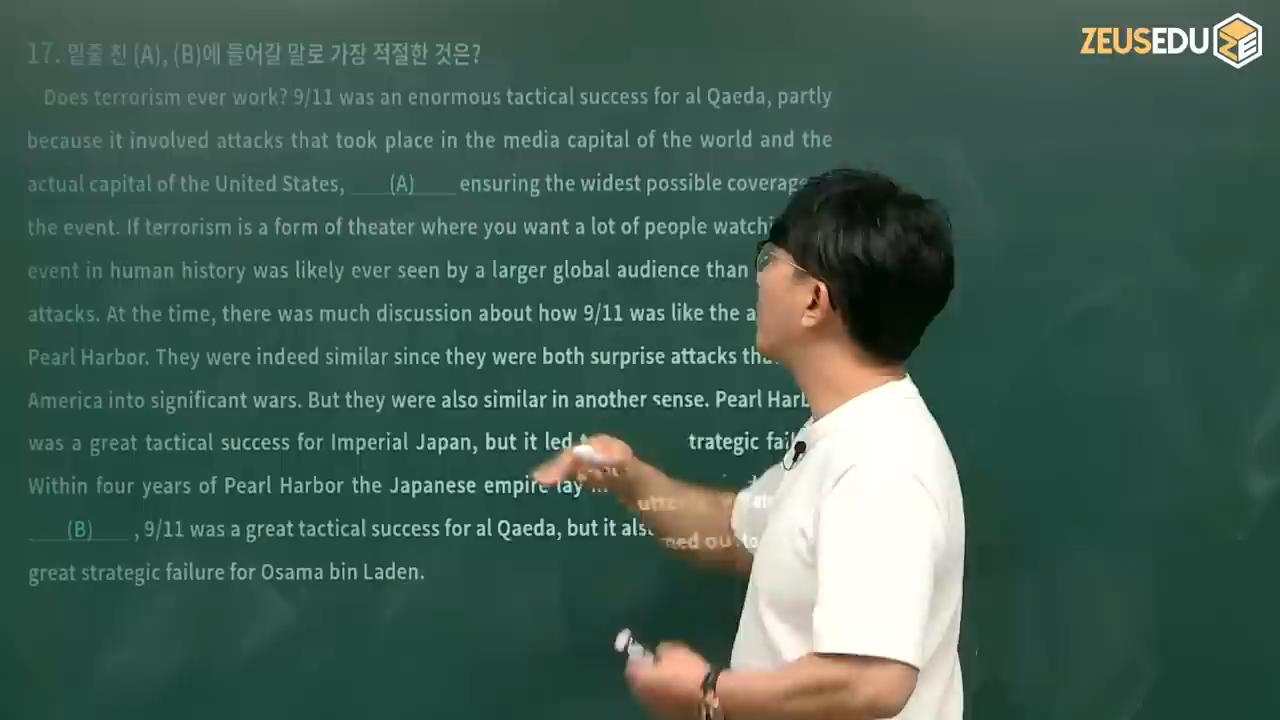 ZEUSEDU
17. 밑줄 친 (A), (B)에 들어갈 말로 가장 적절한 것은?
Does terrorism ever work? 9/11 was an enormous tactical success for al Qaeda, partly
because it involved attacks that took place in the media capital of the world and the
actual capital of the United States, (A) ensuring the widest possible coverage
the event. If terrorism is a form of theater where you want a lot of people
event in human history was likely ever seen by a larger global audience than
attacks. At the time, there was much discussion about how 9/11 was like the
Pearl Harbor. They were indeed similar since they were both surprise attacks
America into significant wars. But they were also similar in another sense. Pearl
was a great tactical success for Imperial Japan, but it led
Within four years of Pearl Harbor the Japanese empire lay
(B) , 9/11 was a great tactical success for al Qaeda, but it
great strategic failure for Osama bin Laden.